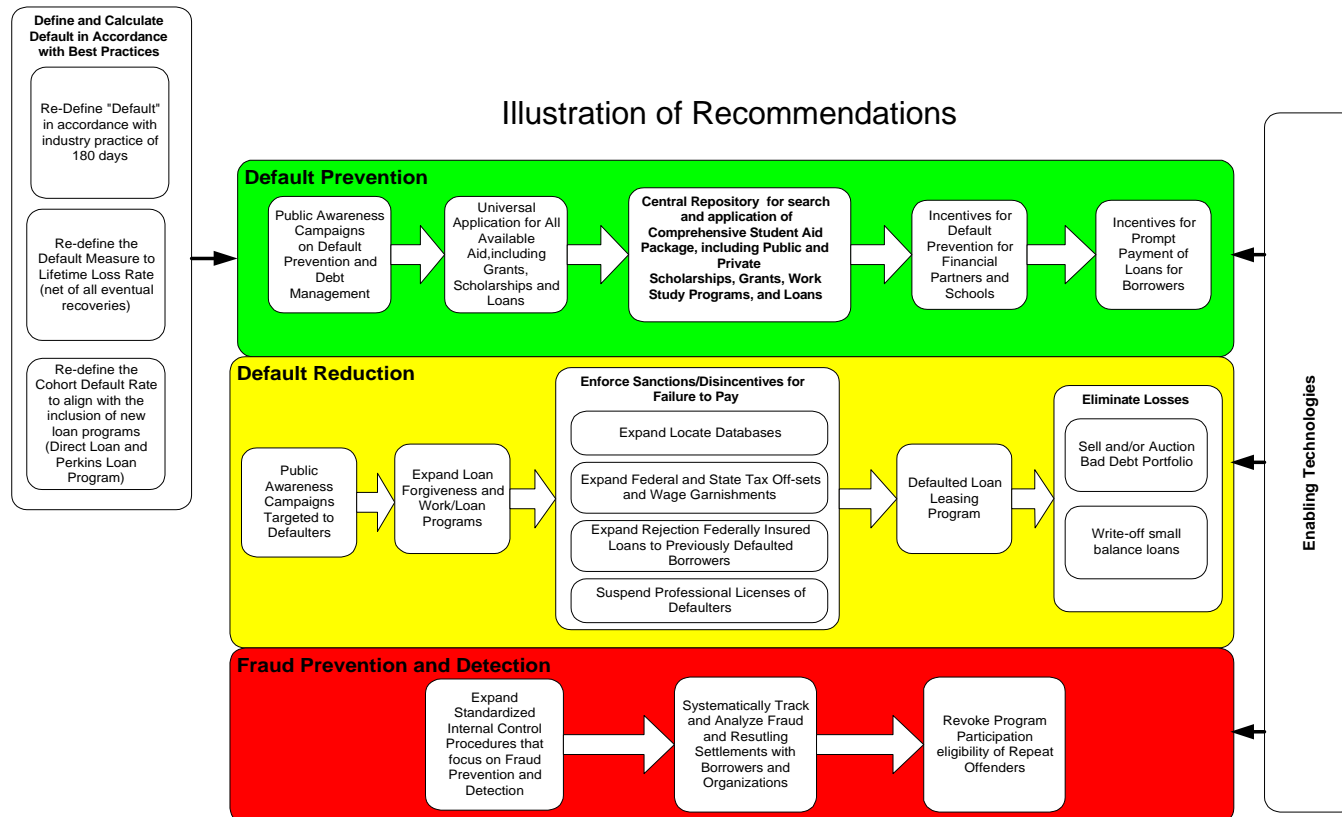 Define and Calculate
Default in Accordance
with Best Practices
Re-Define "Default"
in accordance with
industry practice of
180 days
Re-define the
Default Measure to
Lifetime Loss Rate
(net of all eventual
recoveries)
Re-define the
Cohort Default Rate
to align with the
inclusion of new
loan programs
(Direct Loan and
Perkins Loan
Program)
Illustration of Recommendations
Default Prevention
Public Awareness
Campaigns
on Default
Prevention and
Debt
Management
Universal
Application for All
Available
Aid,including
Grants,
Scholarships and
Loans
Central Repository for search
and application of
Comprehensive Student Aid
Package, including Public and
Private
Scholarships, Grants, Work
Study Programs, and Loans
Incentives for
Default
Prevention for
Financial
Partners and
Schools
Incentives for
Prompt
Payment of
Loans for
Borrowers
Default Reduction
Public
Awareness
Campaigns
Targeted to
Defaulters
Expand Loan
Forgiveness and
Work/Loan
Programs
Enforce Sanctions/Disincentives for
Failure to Pay
Expand Locate Databases
Expand Federal and State Tax Off-sets
and Wage Garnishments
Expand Rejection Federally Insured
Loans to Previously Defaulted
Borrowers
Suspend Professional Licenses of
Defaulters
Defaulted Loan
Leasing
Program
Eliminate Losses
Sell and/or Auction
Bad Debt Portfolio
Write-off small
balance loans
Fraud Prevention and Detection
Expand
Standardized
Internal Control
Procedures that
focus on Fraud
Prevention and
Detection
Systematically Track
and Analyze Fraud
and Resutling
Settlements with
Borrowers and
Organizations
Revoke Program
Participation
eligibility of Repeat
Offenders
Enabling Technologies